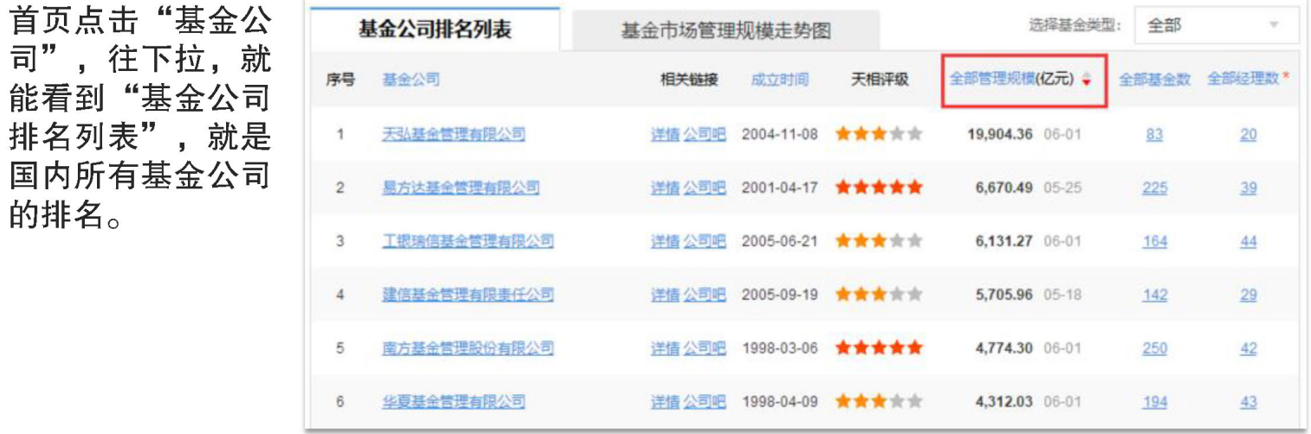 首页点击“基金公
司”，往下拉，就
能看到“基金公司
排名列表”，就是
国内所有基金公司
的排名。
基金公司排名列表 基金市场管理规模走势图 选择基金类型： 全部
序号 基金公司 相关链接 成立时间 天相评级 全部管理规模(亿元) 全部基金数 全部经理数 *
1 天弘基金管理有限公司 详情 公司吧 2004-11-08 ★★★★★ 19,904.36 06-01 83 20
2 易方达基金管理有限公司 详情 公司吧 2001-04-17 ★★★★★ 6,670.49 05-25 225 39
3 工银瑞信基金管理有限公司 详情 公司吧 2005-06-21 ★★★★★ 6,131.27 06-01 164 44
4 建信基金管理有限责任公司 详情 公司吧 2005-09-19 ★★★★★ 5,705.96 05-18 142 29
5 南方基金管理股份有限公司 详情 公司吧 1998-03-06 ★★★★★ 4,774.30 06-01 250 42
6 华夏基金管理有限公司 详情 公司吧 1998-04-09 ★★★★★ 4,312.03 06-01 194 43